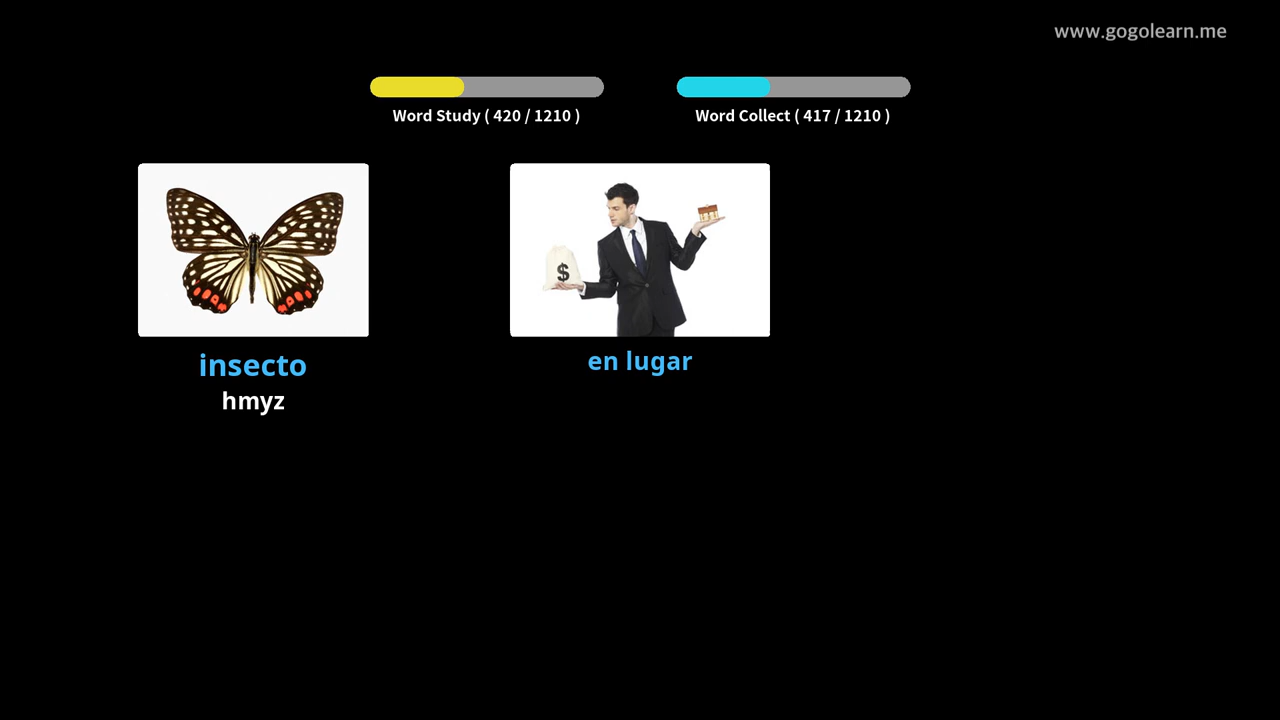 www.gogolearn.me
Word Study ( 420 / 1210 )
Word Collect ( 417 / 1210 )
$
insecto
hmyz
en lugar